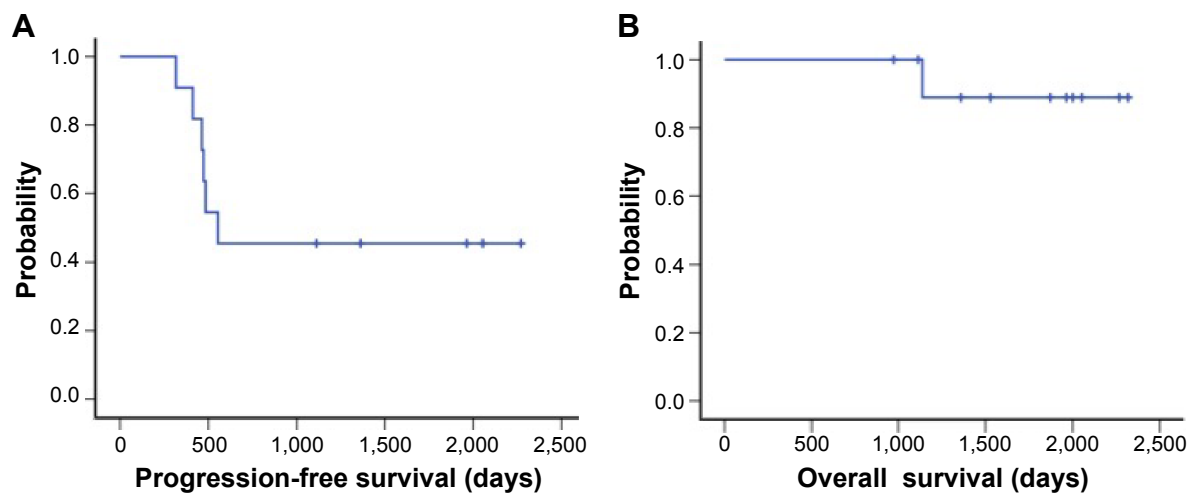 A
1.0
0.8
0.6
0.4
0.2
0.0
Probability
0 500 1,000 1,500 2,000 2,500
Progression-free survival (days)
B
1.0
0.8
0.6
0.4
0.2
0.0
Probability
0 500 1,000 1,500 2,000 2,500
Overall survival (days)